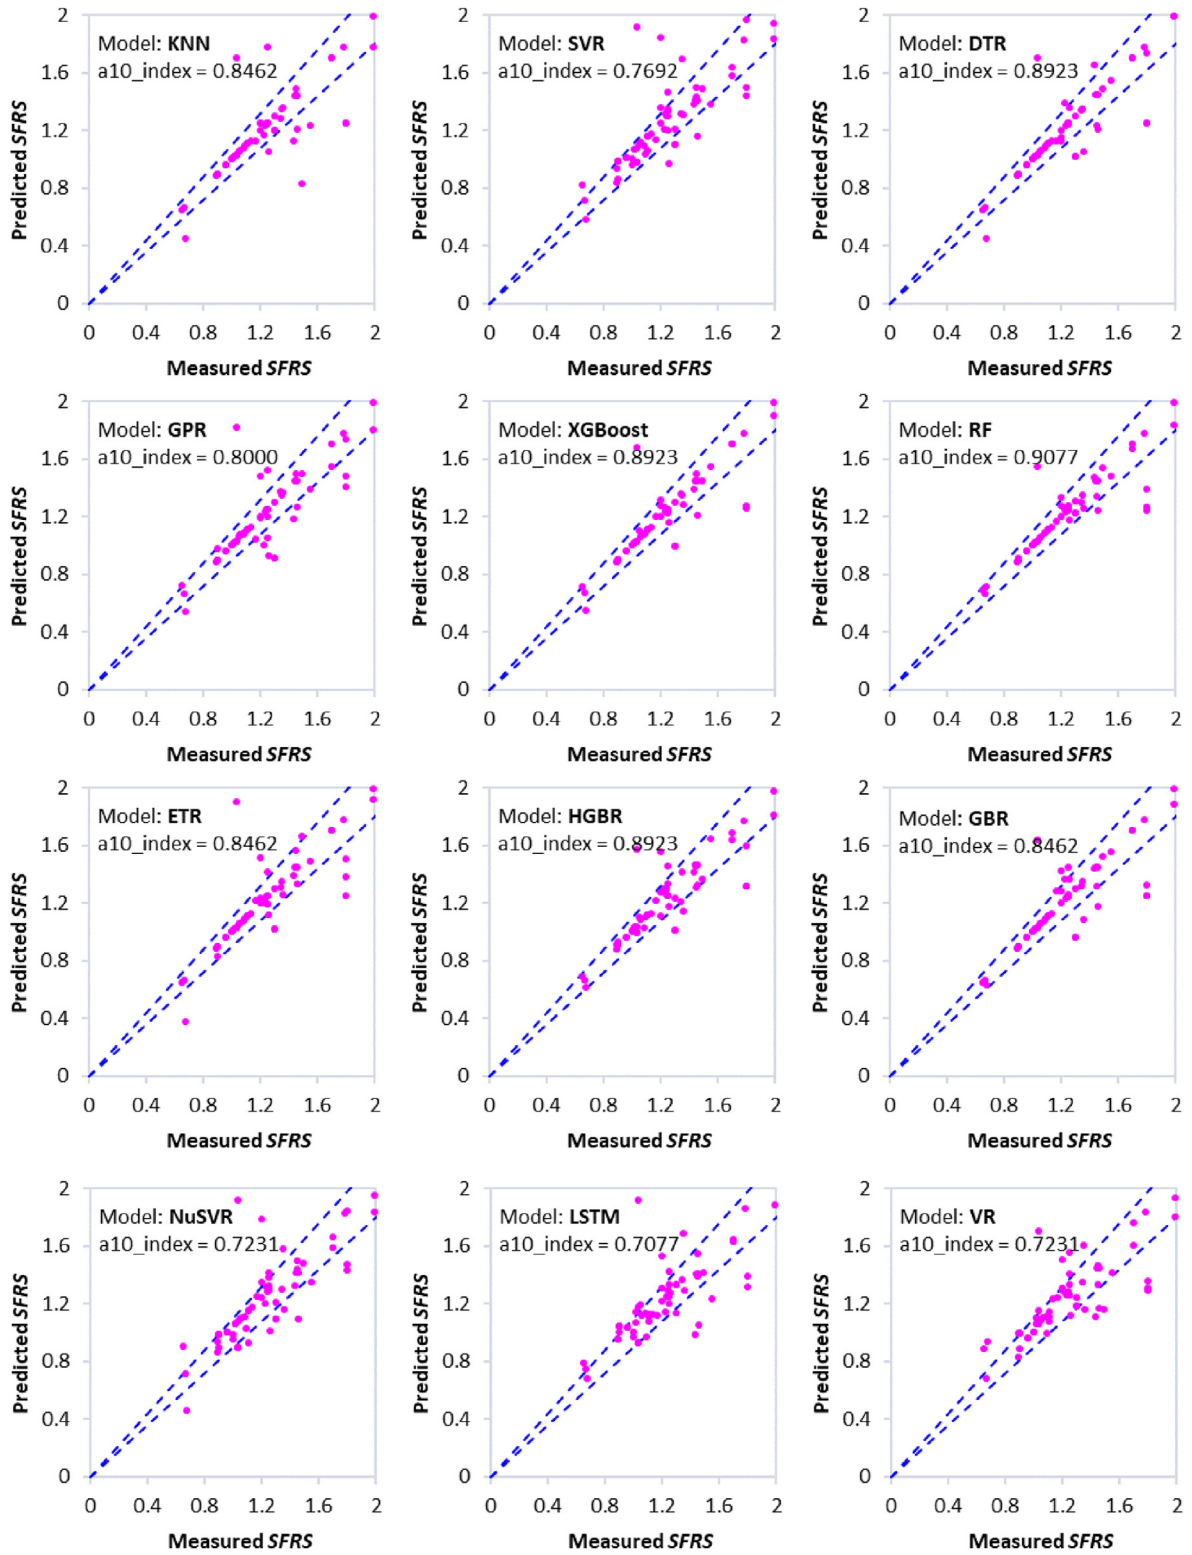 2
1.6
1.2
0.8
0.4
0
Predicted SFRS
Model: KNN
a10_index = 0.8462
0 0.4 0.8 1.2 1.6 2
Measured SFRS
2
1.6
1.2
0.8
0.4
0
Predicted SFRS
Model: SVR
a10_index = 0.7692
0 0.4 0.8 1.2 1.6 2
Measured SFRS
2
1.6
1.2
0.8
0.4
0
Predicted SFRS
Model: DTR
a10_index = 0.8923
0 0.4 0.8 1.2 1.6 2
Measured SFRS
2
1.6
1.2
0.8
0.4
0
Predicted SFRS
Model: GPR
a10_index = 0.8000
0 0.4 0.8 1.2 1.6 2
Measured SFRS
2
1.6
1.2
0.8
0.4
0
Predicted SFRS
Model: XGBoost
a10_index = 0.8923
0 0.4 0.8 1.2 1.6 2
Measured SFRS
2
1.6
1.2
0.8
0.4
0
Predicted SFRS
Model: RF
a10_index = 0.9077
0 0.4 0.8 1.2 1.6 2
Measured SFRS
2
1.6
1.2
0.8
0.4
0
Predicted SFRS
Model: ETR
a10_index = 0.8462
0 0.4 0.8 1.2 1.6 2
Measured SFRS
2
1.6
1.2
0.8
0.4
0
Predicted SFRS
Model: HGBR
a10_index = 0.8923
0 0.4 0.8 1.2 1.6 2
Measured SFRS
2
1.6
1.2
0.8
0.4
0
Predicted SFRS
Model: GBR
a10_index = 0.8462
0 0.4 0.8 1.2 1.6 2
Measured SFRS
2
1.6
1.2
0.8
0.4
0
Predicted SFRS
Model: NuSVR
a10_index = 0.7231
0 0.4 0.8 1.2 1.6 2
Measured SFRS
2
1.6
1.2
0.8
0.4
0
Predicted SFRS
Model: LSTM
a10_index = 0.7077
0 0.4 0.8 1.2 1.6 2
Measured SFRS
2
1.6
1.2
0.8
0.4
0
Predicted SFRS
Model: VR
a10_index = 0.7231
0 0.4 0.8 1.2 1.6 2
Measured SFRS